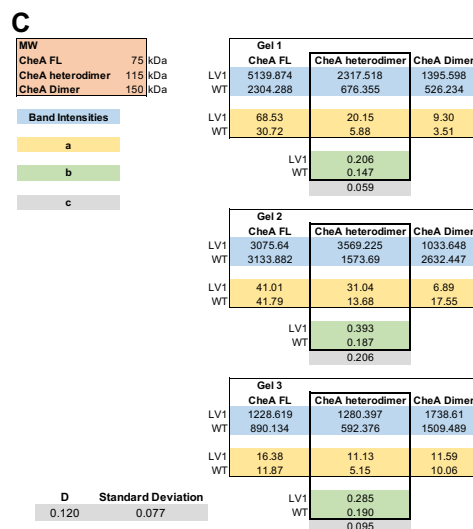 C
MW
CheA FL 75 kDa
CheA heterodimer 115 kDa
CheA Dimer 150 kDa
Band Intensities
a
b
c
Gel 1
CheA FL CheA heterodimer CheA Dimer
LV1 5139.874 2317.518 1395.598
WT 2304.288 676.355 526.234
LV1 68.53 20.15 9.30
WT 30.72 5.88 3.51
LV1 0.206
WT 0.147
0.059
Gel 2
CheA FL CheA heterodimer CheA Dimer
LV1 3075.64 3569.225 1033.648
WT 3133.882 1573.69 2632.447
LV1 41.01 31.04 6.89
WT 41.79 13.68 17.55
LV1 0.393
WT 0.187
0.206
Gel 3
CheA FL CheA heterodimer CheA Dimer
LV1 1228.619 1280.397 1738.61
WT 890.134 592.376 1509.489
LV1 16.38 11.13 11.59
WT 11.87 5.15 10.06
LV1 0.285
WT 0.190
0.095
D Standard Deviation
0.120 0.077